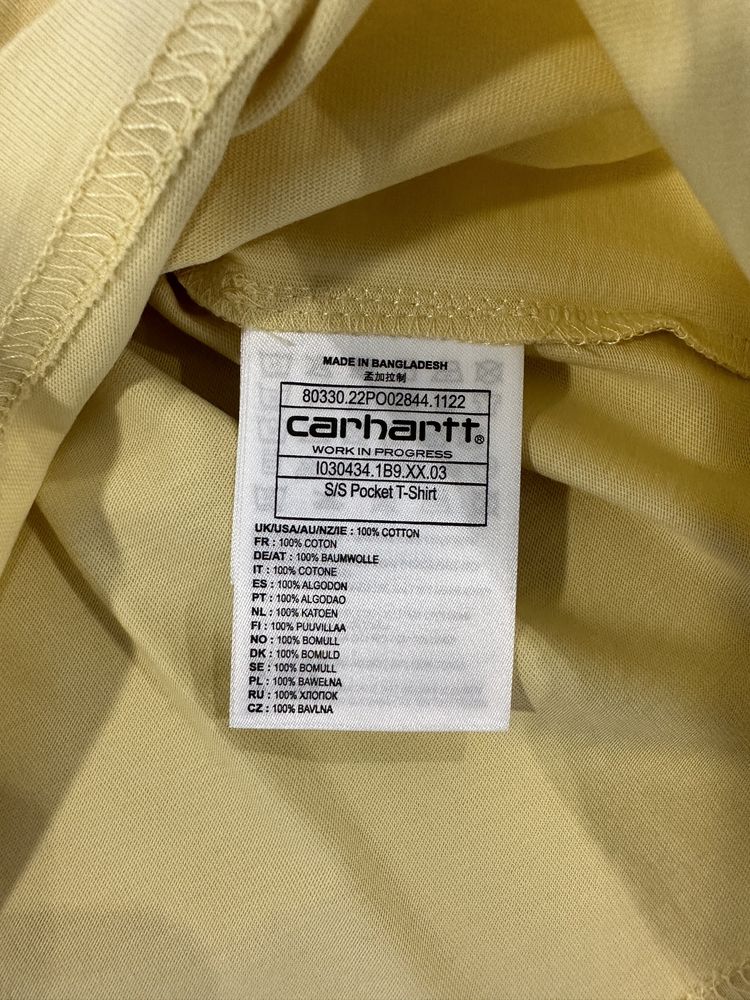 MADE IN BANGLADESH
孟加拉制
80330.22PO02844.1122
carhartt®
WORK IN PROGRESS
I030434.1B9.XX.03
S/S Pocket T-Shirt
UK/USA/AU/NZ/IE : 100% COTTON
FR : 100% COTON
DE/AT : 100% BAUMWOLLE
IT : 100% COTONE
ES : 100% ALGODON
PT : 100% ALGODAO
NL : 100% KATOEN
FI : 100% PUUVILLAA
NO : 100% BOMULL
DK : 100% BOMULD
SE : 100% BOMULL
PL : 100% BAWEŁNA
RU : 100% ХЛОПОК
CZ : 100% BAVLNA